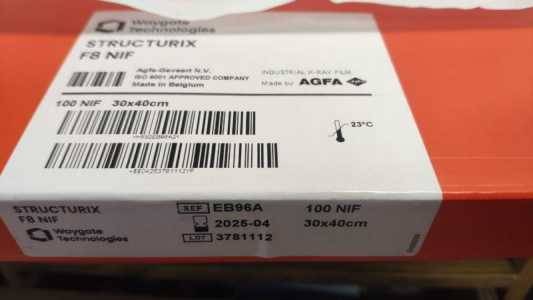 Waygate
Technologies
STRUCTURIX
F8 NIF
Agfa-Gevaert N.V.
ISO 9001 APPROVED COMPANY
Made in Belgium
INDUSTRIAL X-RAY FILM
Made by AGFA
100 NIF 30x40cm
23°C
STRUCTURIX
F8 NIF
Waygate
Technologies
REF EB96A
2025-04
LOT 3781112
100 NIF
30x40cm